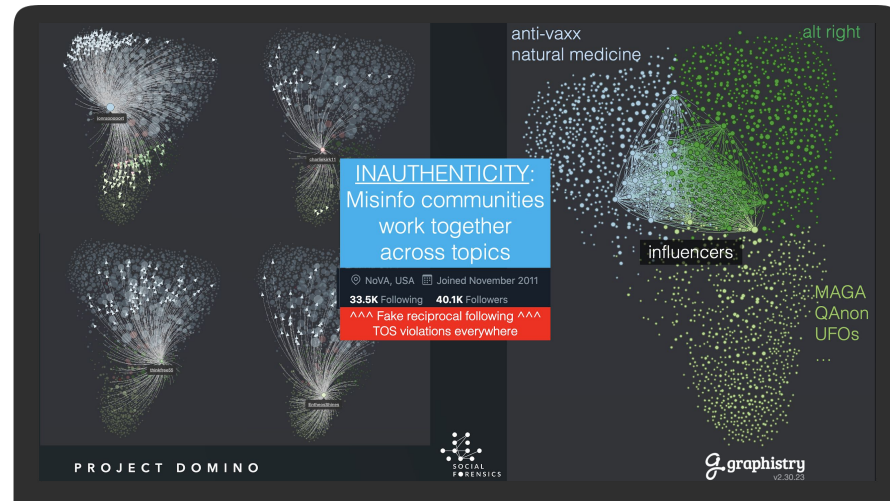 anti-vaxx
natural medicine
alt right
charliekirk11
INAUTHENTICITY:
Misinfo communities
work together
across topics
NoVA, USA Joined November 2011
33.5K Following 40.1K Followers
^^^ Fake reciprocal following ^^^
TOS violations everywhere
influencers
MAGA
QAnon
UFOs
...
PROJECT DOMINO
SOCIAL
FORENSICS
graphistry
v2.30.23